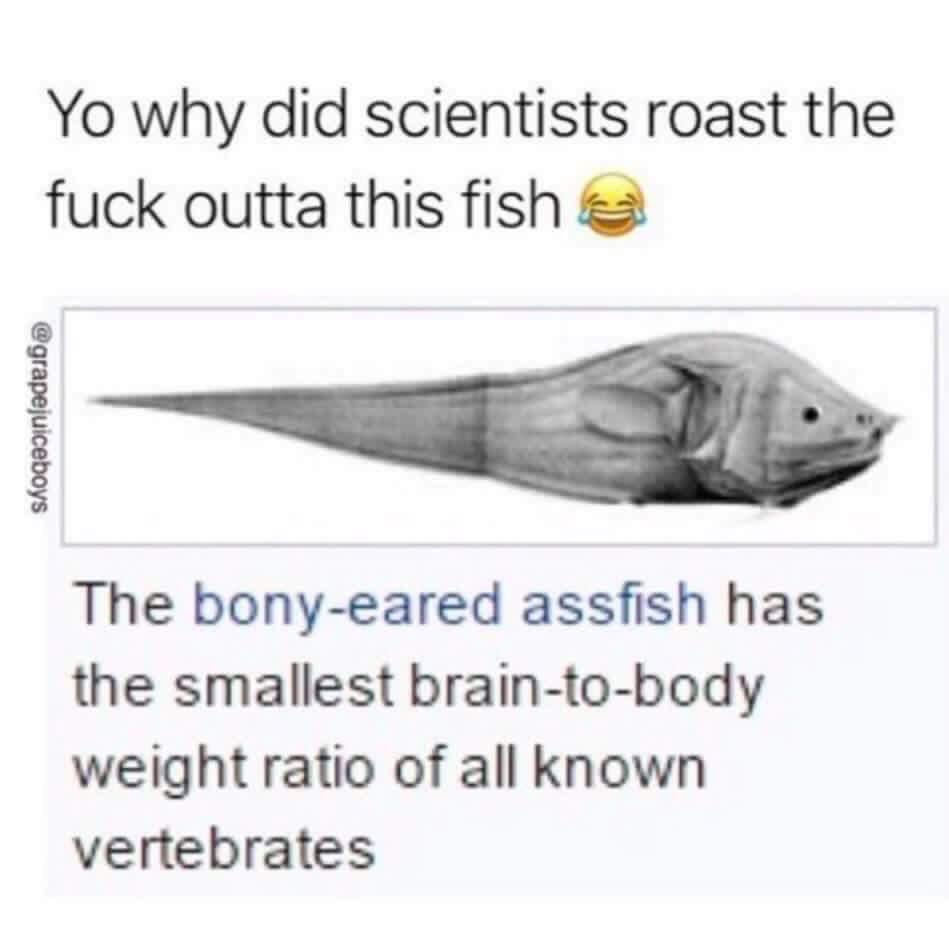 Yo why did scientists roast the
fuck outta this fish 😂
@grapejuiceboys
The bony-eared assfish has
the smallest brain-to-body
weight ratio of all known
vertebrates